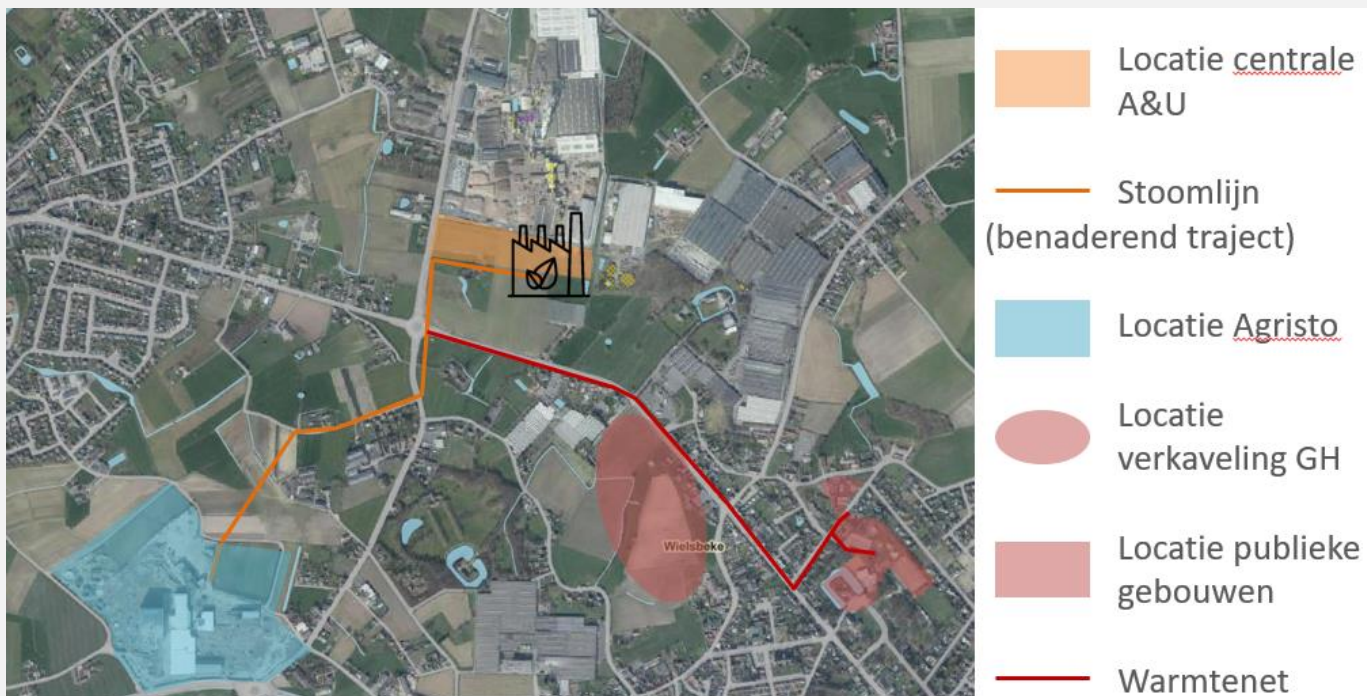 Locatie centrale
A&U
Stoomlijn
(benaderend traject)
Locatie Agristo
Locatie
verkaveling GH
Wielsbeke
Locatie publieke
gebouwen
Warmtenet